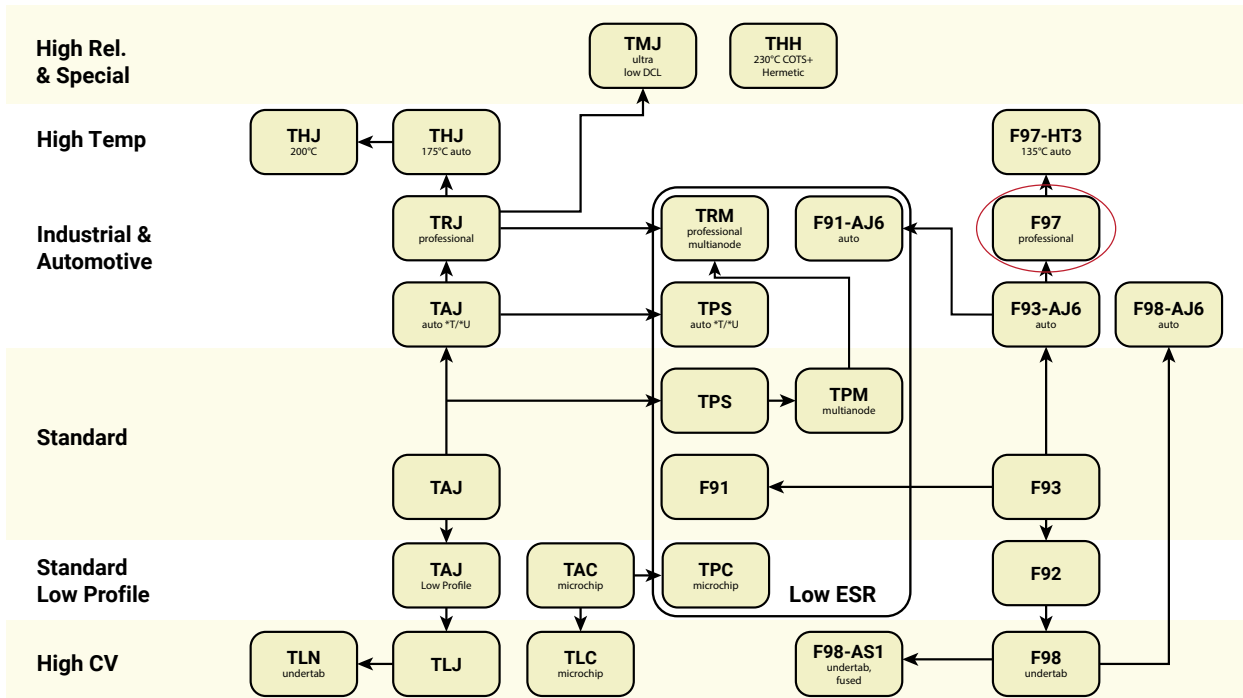 High Rel.
& Special
TMJ
ultra
low DCL
THH
230°C COTS+
Hermetic
High Temp
THJ
200°C
THJ
175°C auto
F97-HT3
135°C auto
Industrial &
Automotive
TRJ
professional
TRM
professional
multianode
F91-AJ6
auto
F97
professional
TAJ
auto *T/*U
TPS
auto *T/*U
F93-AJ6
auto
F98-AJ6
auto
Standard
TPS
TPM
multianode
TAJ
F91
F93
Standard
Low Profile
TAJ
Low Profile
TAC
microchip
TPC
microchip
Low ESR
F92
High CV
TLN
undertab
TLJ
TLC
microchip
F98-AS1
undertab,
fused
F98
undertab